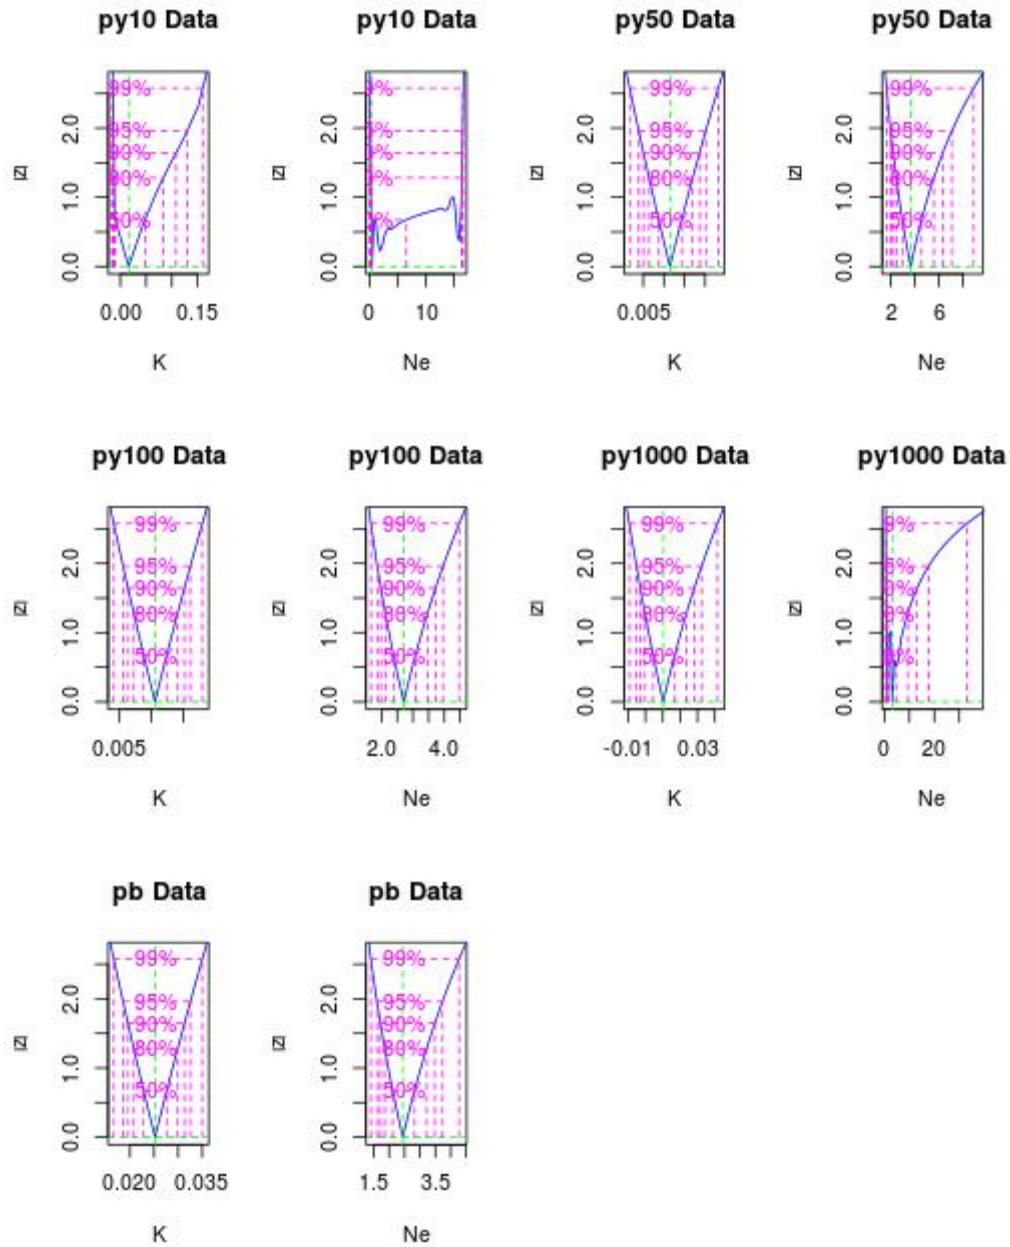 py10 Data
99%
95%
90%
80%
50%
0.0 1.0 2.0
|z|
0.00 0.15
K
py10 Data
0.0 1.0 2.0
|z|
0 10
Ne
py50 Data
99%
95%
90%
80%
50%
0.0 1.0 2.0
|z|
0.005
K
py50 Data
99%
95%
90%
80%
50%
0.0 1.0 2.0
|z|
2 6
Ne
py100 Data
99%
95%
90%
80%
50%
0.0 1.0 2.0
|z|
0.005
K
py100 Data
99%
95%
90%
80%
50%
0.0 1.0 2.0
|z|
2.0 4.0
Ne
py1000 Data
99%
95%
90%
80%
50%
0.0 1.0 2.0
|z|
-0.01 0.03
K
py1000 Data
0.0 1.0 2.0
|z|
0 20
Ne
pb Data
99%
95%
90%
80%
50%
0.0 1.0 2.0
|z|
0.020 0.035
K
pb Data
99%
95%
90%
80%
50%
0.0 1.0 2.0
|z|
1.5 3.5
Ne